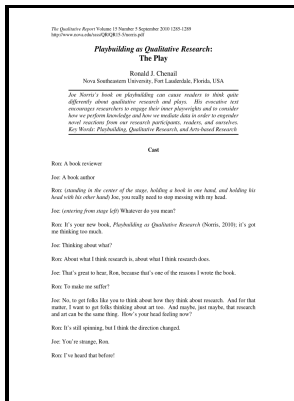 The Qualitative Report Volume 15 Number 5 September 2010 1285-1289
http://www.nova.edu/ssss/QR/QR15-5/norris.pdf
Playbuilding as Qualitative Research:
The Play
Ronald J. Chenail
Nova Southeastern University, Fort Lauderdale, Florida, USA
Joe Norris's book on playbuilding can cause readers to think quite
differently about qualitative research and plays. His evocative text
encourages researchers to engage their inner playwrights and to consider
how we perform knowledge and how we mediate data in order to engender
novel reactions from our research participants, readers, and ourselves.
Key Words: Playbuilding, Qualitative Research, and Arts-based Research
Cast
Ron: A book reviewer
Joe: A book author
Ron: (standing in the center of the stage, holding a book in one hand, and holding his
head with his other hand) Joe, you really need to stop messing with my head.
Joe: (entering from stage left) Whatever do you mean?
Ron: It's your new book, Playbuilding as Qualitative Research (Norris, 2010); it's got
me thinking too much.
Joe: Thinking about what?
Ron: About what I think research is, about what I think research does.
Joe: That's great to hear, Ron, because that's one of the reasons I wrote the book.
Ron: To make me suffer?
Joe: No, to get folks like you to think about how they think about research. And for that
matter, I want to get folks thinking about art too. And maybe, just maybe, that research
and art can be the same thing. How's your head feeling now?
Ron: It's still spinning, but I think the direction changed.
Joe: You're strange, Ron.
Ron: I've heard that before!